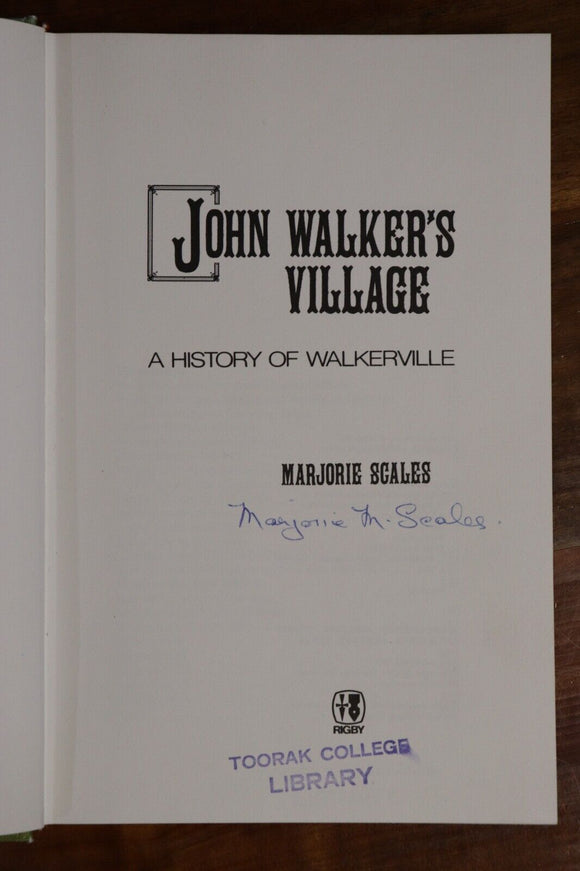 JOHN WALKER'S
VILLAGE
A HISTORY OF WALKERVILLE
MARJORIE SCALES
Marjorie M. Scales.
RIGBY
TOORAK COLLEGE
LIBRARY